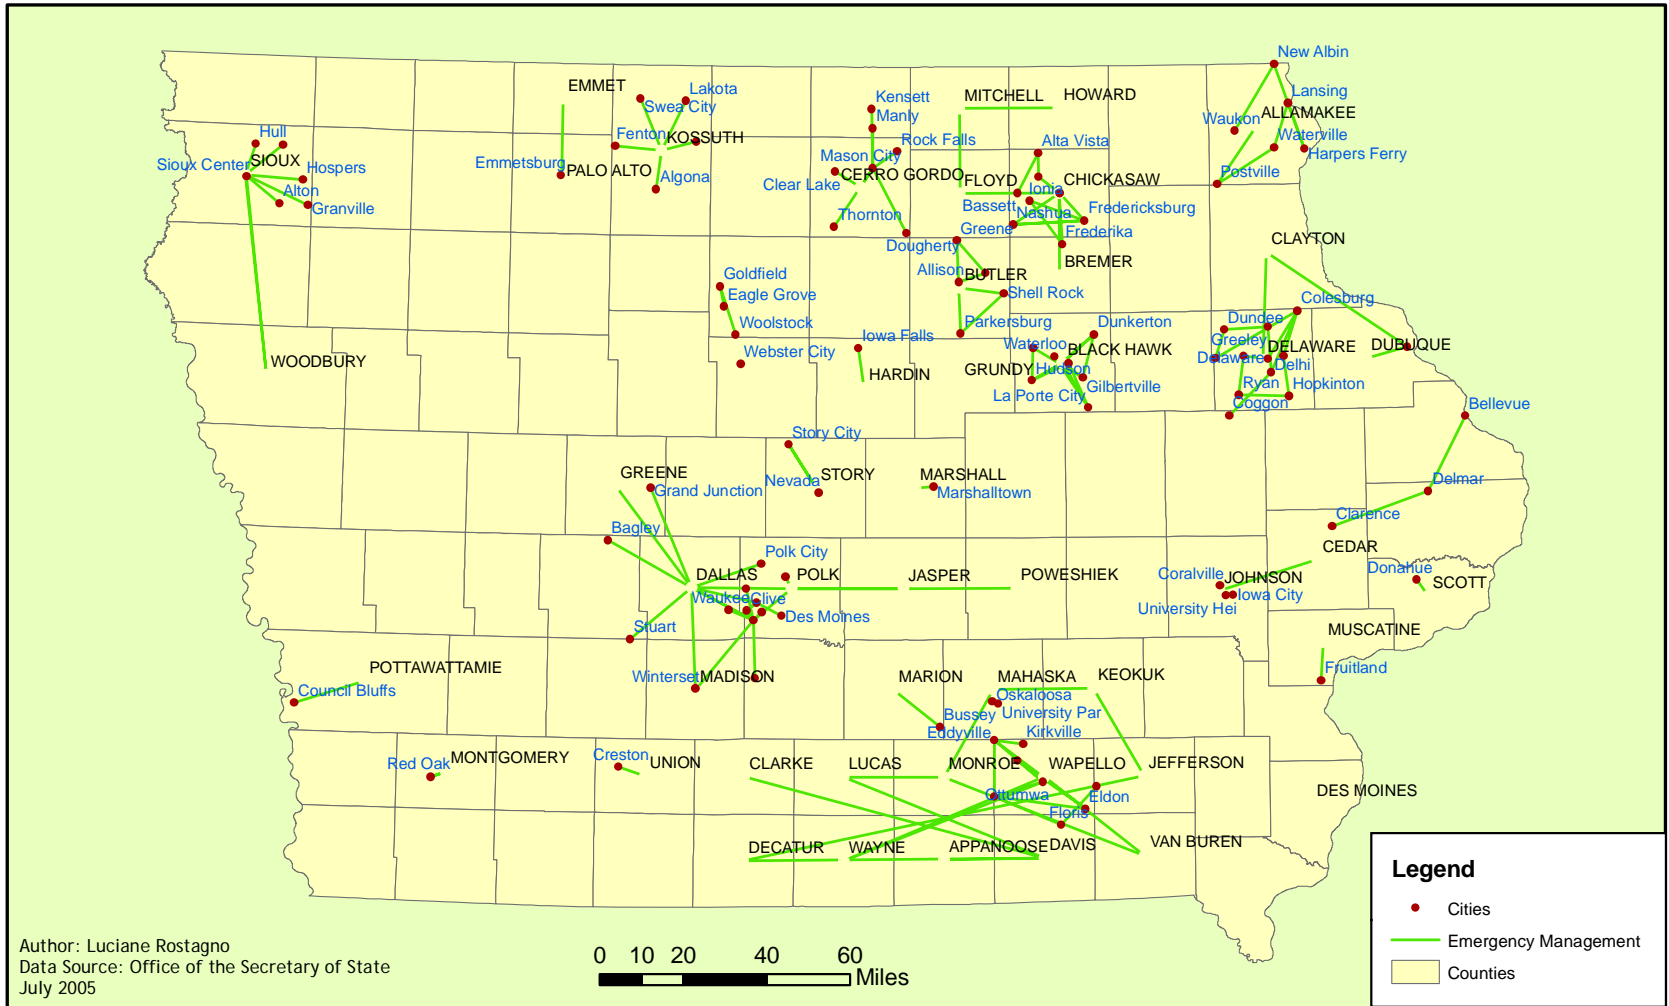 New Albin
EMMET
Lakota
Swea City
Kensett
Manly
MITCHELL
HOWARD
Lansing
ALLAMAKEE
Waukon
Hull
Fenton
KOSSUTH
Rock Falls
Alta Vista
Waterville
Harpers Ferry
Sioux Center
SIOUX
Hospers
Emmetsburg
PALO ALTO
Mason City
CERRO GORDO
Clear Lake
FLOYD
CHICKASAW
Ionia
Postville
Alton
Granville
Algona
Thornton
Bassett
Nashua
Fredericksburg
Greene
Frederika
Dougherty
CLAYTON
BREMER
Allison
BUTLER
Goldfield
Eagle Grove
Shell Rock
Colesburg
Woolstock
Parkersburg
Dunkerton
Dundee
Iowa Falls
Waterloo
Greeley
Webster City
BLACK HAWK
DELAWARE
DUBUQUE
WOODBURY
HARDIN
GRUNDY
Hudson
Delaware
Delhi
Gilbertville
Ryan
Hopkinton
La Porte City
Coggon
Bellevue
Story City
GREENE
Grand Junction
Nevada
STORY
MARSHALL
Marshalltown
Delmar
Bagley
Clarence
Polk City
CEDAR
DALLAS
POLK
JASPER
POWESHIEK
Coralville
JOHNSON
Donahue
SCOTT
Waukee
Clive
Iowa City
University Hei
Des Moines
Stuart
MUSCATINE
POTTAWATTAMIE
Winterset
MADISON
MARION
MAHASKA
KEOKUK
Fruitland
Council Bluffs
Oskaloosa
Bussey
University Par
Eddyville
Kirkville
Red Oak
MONTGOMERY
Creston
UNION
CLARKE
LUCAS
MONROE
WAPELLO
JEFFERSON
Ottumwa
Eldon
DES MOINES
Floris
DECATUR
WAYNE
APPANOOSE
DAVIS
VAN BUREN
Legend
Cities
Emergency Management
Counties
Author: Luciane Rostagno
Data Source: Office of the Secretary of State
July 2005
0 10 20 40 60
Miles